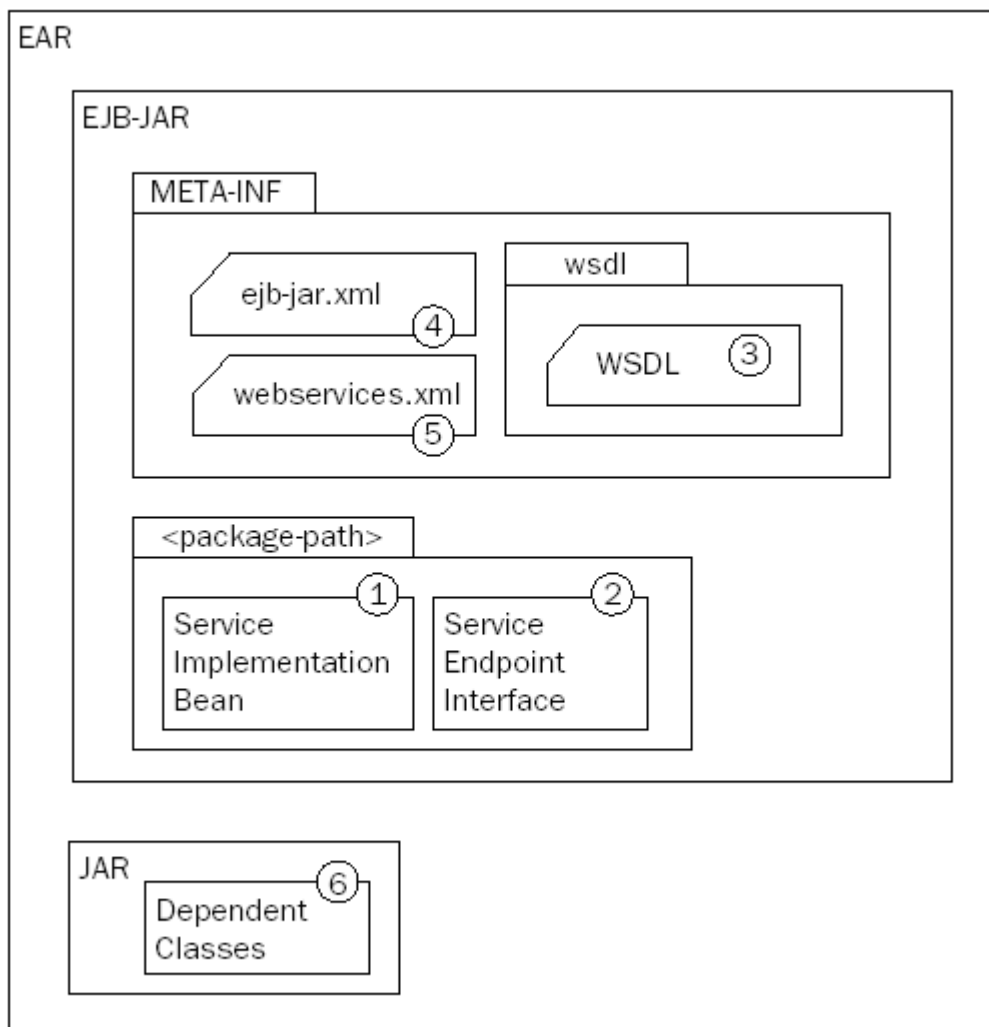 EAR
EJB-JAR
META-INF
ejb-jar.xml
4
webservices.xml
5
wsdl
WSDL
3
<package-path>
1
Service
Implementation
Bean
2
Service
Endpoint
Interface
JAR
6
Dependent
Classes